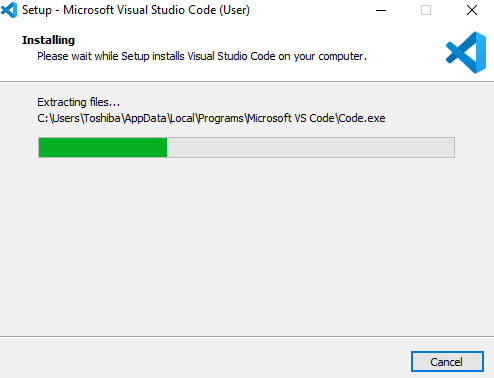 Setup - Microsoft Visual Studio Code (User)
Installing
Please wait while Setup installs Visual Studio Code on your computer.
Extracting files...
C:\Users\Toshiba\AppData\Local\Programs\Microsoft VS Code\Code.exe
Cancel